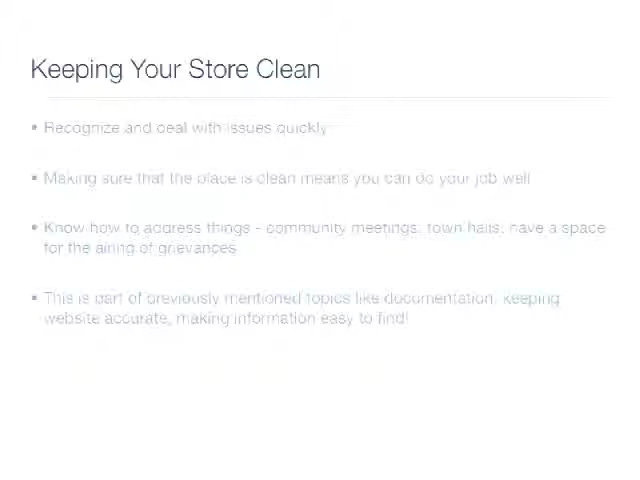 Keeping Your Store Clean
• Recognize and deal with issues quickly
• Making sure that the place is clean means you can do your job well
• Know how to address things - community meetings, town halls, have a space
for the airing of grievances
• This is part of previously mentioned topics like documentation, keeping
website accurate, making information easy to find!